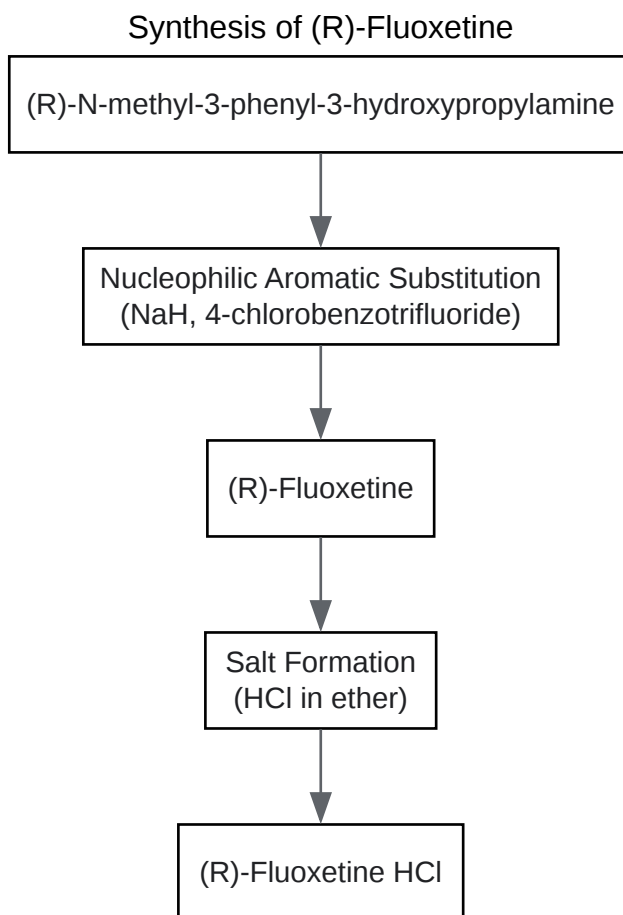 Synthesis of (R)-Fluoxetine
(R)-N-methyl-3-phenyl-3-hydroxypropylamine
Nucleophilic Aromatic Substitution
(NaH, 4-chlorobenzotrifluoride)
(R)-Fluoxetine
Salt Formation
(HCl in ether)
(R)-Fluoxetine HCl